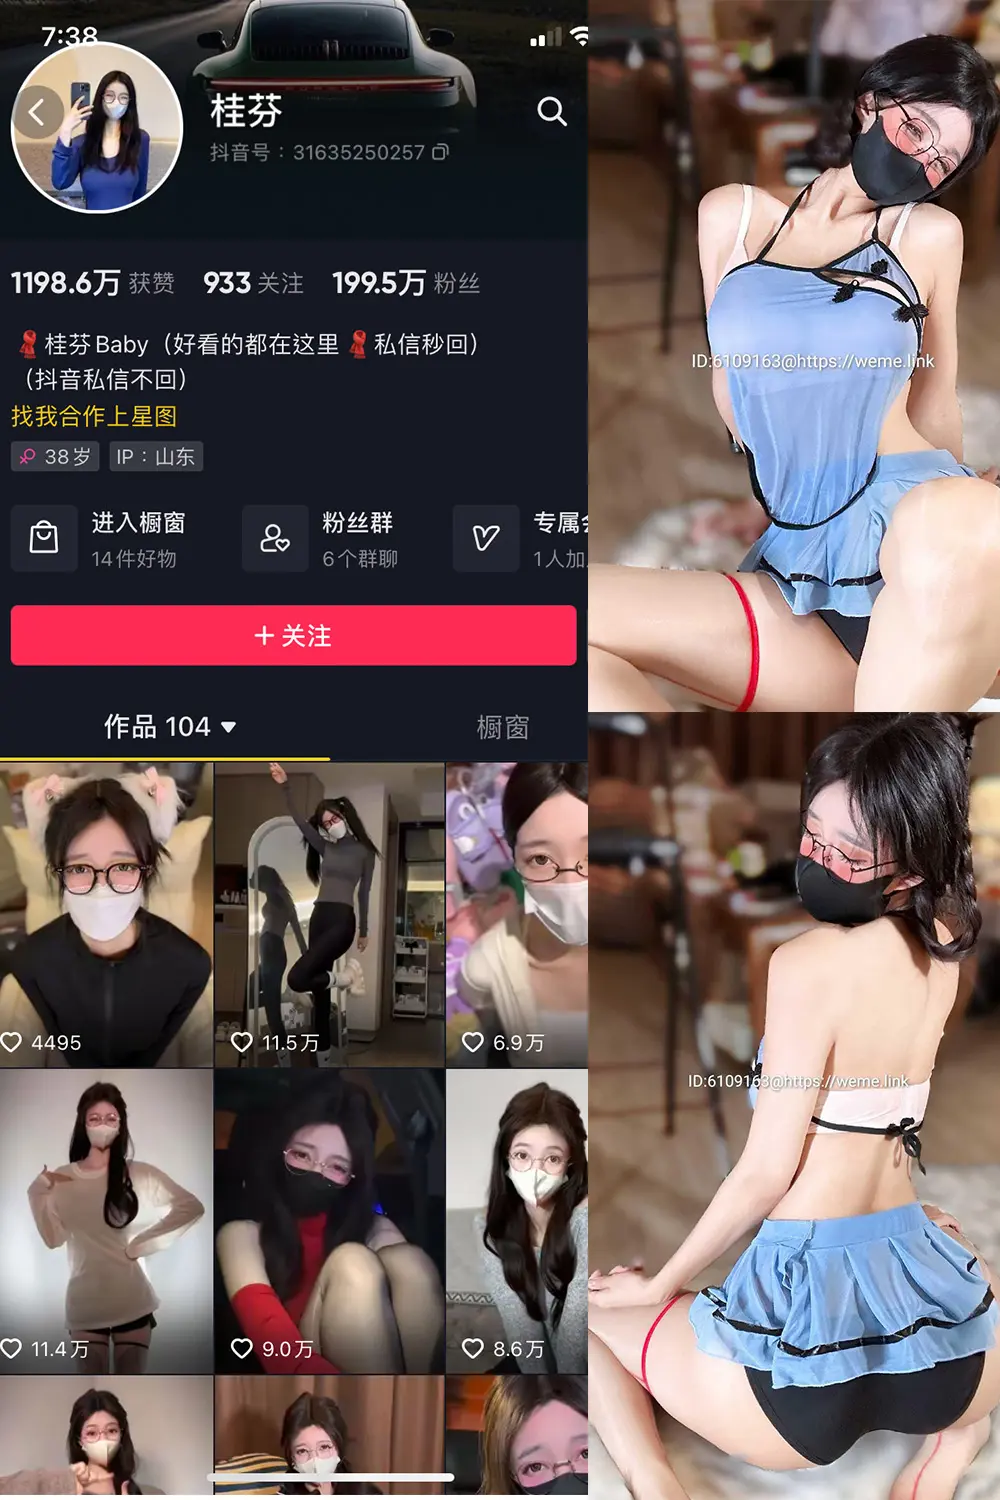 7:38
桂芬
抖音号：31635250257
1198.6万 获赞 933 关注 199.5万 粉丝
🧣桂芬Baby（好看的都在这里🧣私信秒回）
（抖音私信不回）
找我合作上星图
38岁 IP：山东
进入橱窗
14件好物
粉丝群
6个群聊
专属
1人加
+ 关注
作品 104 橱窗
4495
11.5万
6.9万
11.4万
9.0万
8.6万
ID:6109163@https://weme.link
ID:6109163@https://weme.link